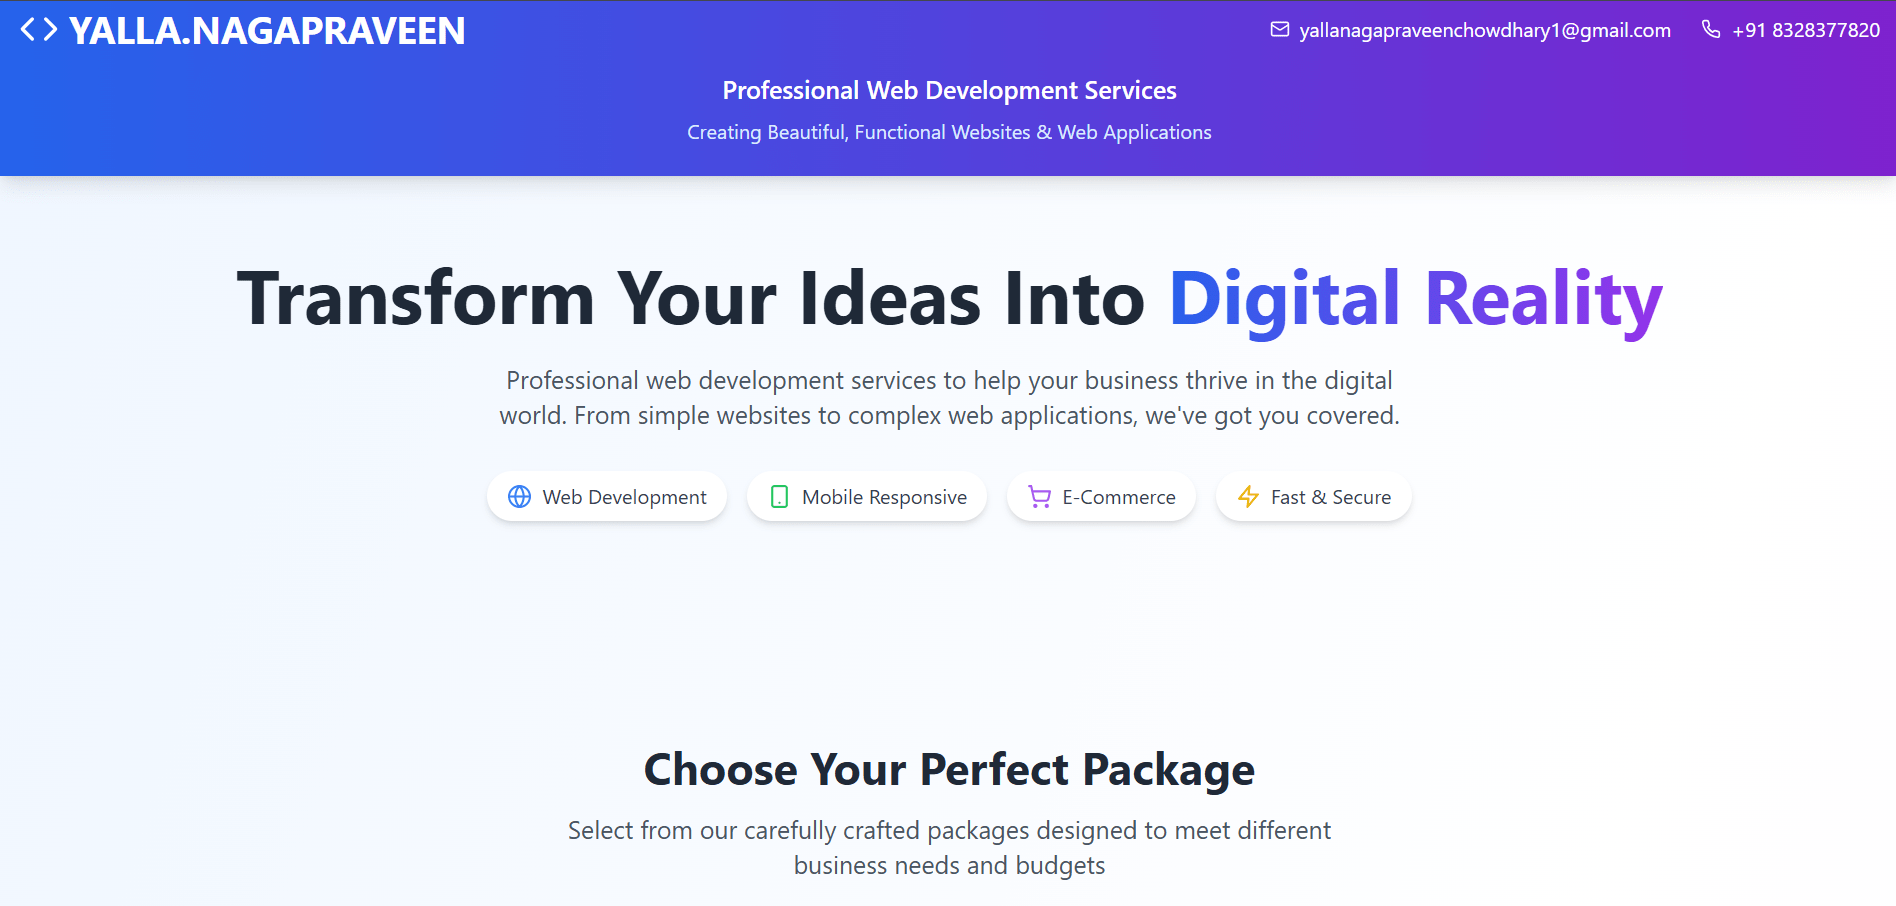 YALLA.NAGAPRAVEEN
yallanagapraveenchowdhary1@gmail.com
+91 8328377820
Professional Web Development Services
Creating Beautiful, Functional Websites & Web Applications
Transform Your Ideas Into Digital Reality
Professional web development services to help your business thrive in the digital
world. From simple websites to complex web applications, we've got you covered.
Web Development
Mobile Responsive
E-Commerce
Fast & Secure
Choose Your Perfect Package
Select from our carefully crafted packages designed to meet different
business needs and budgets